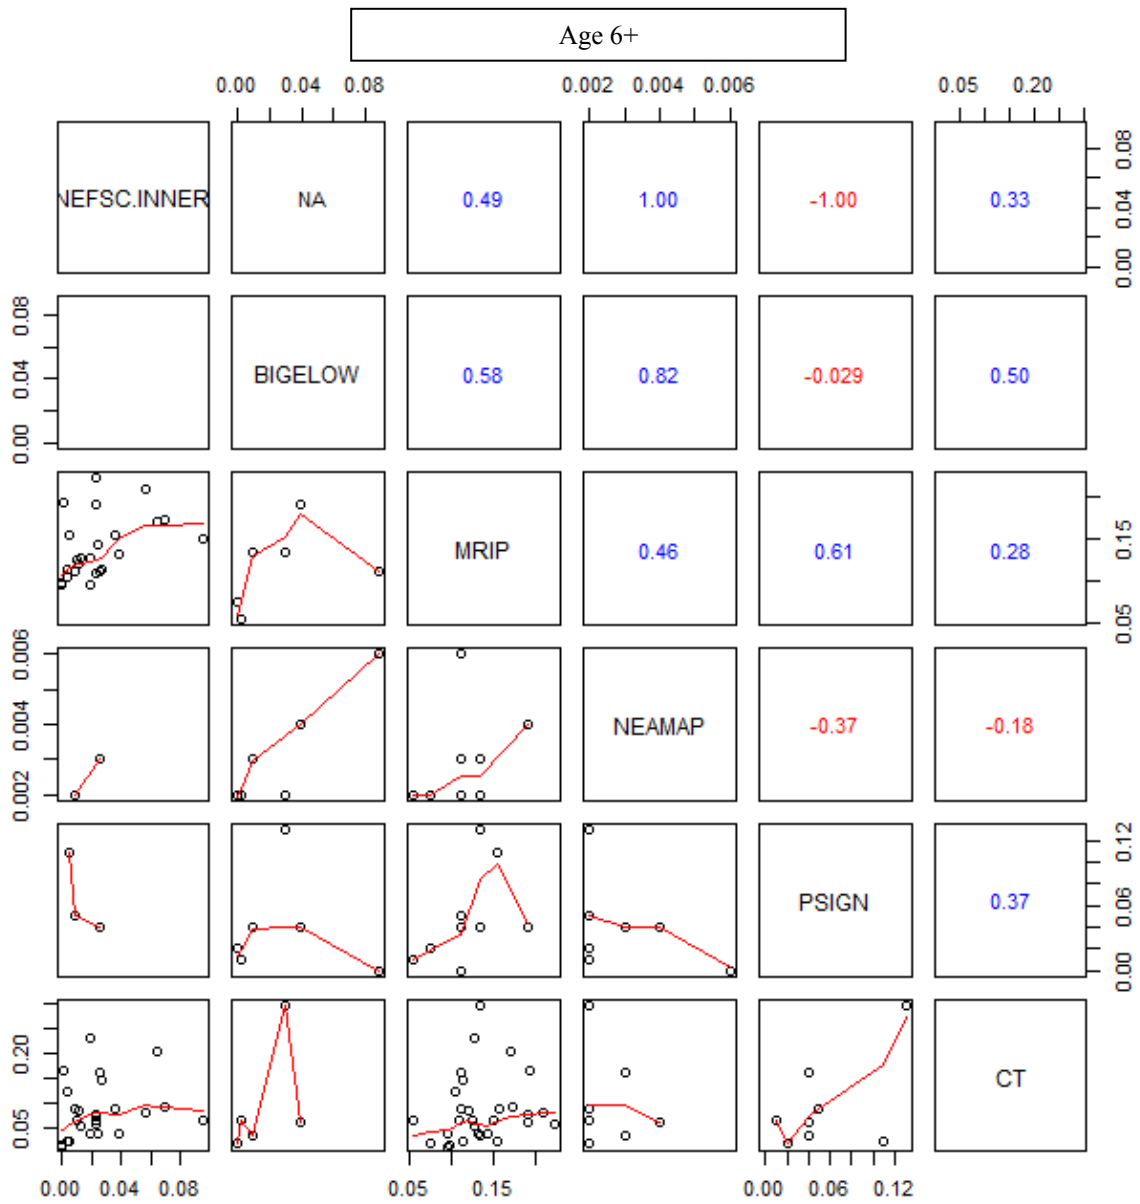 Age 6+
0.00 0.04 0.08 0.002 0.004 0.006 0.05 0.20
NEFSC.INNER NA 0.49 1.00 -1.00 0.33 0.00 0.04 0.08
0.00 0.04 0.08 BIGELOW 0.58 0.82 -0.029 0.50
MRIP 0.46 0.61 0.28 0.05 0.15
0.002 0.004 0.006 NEAMAP -0.37 -0.18
PSIGN 0.37 0.00 0.06 0.12
0.05 0.20 CT
0.00 0.04 0.08 0.05 0.15 0.00 0.06 0.12